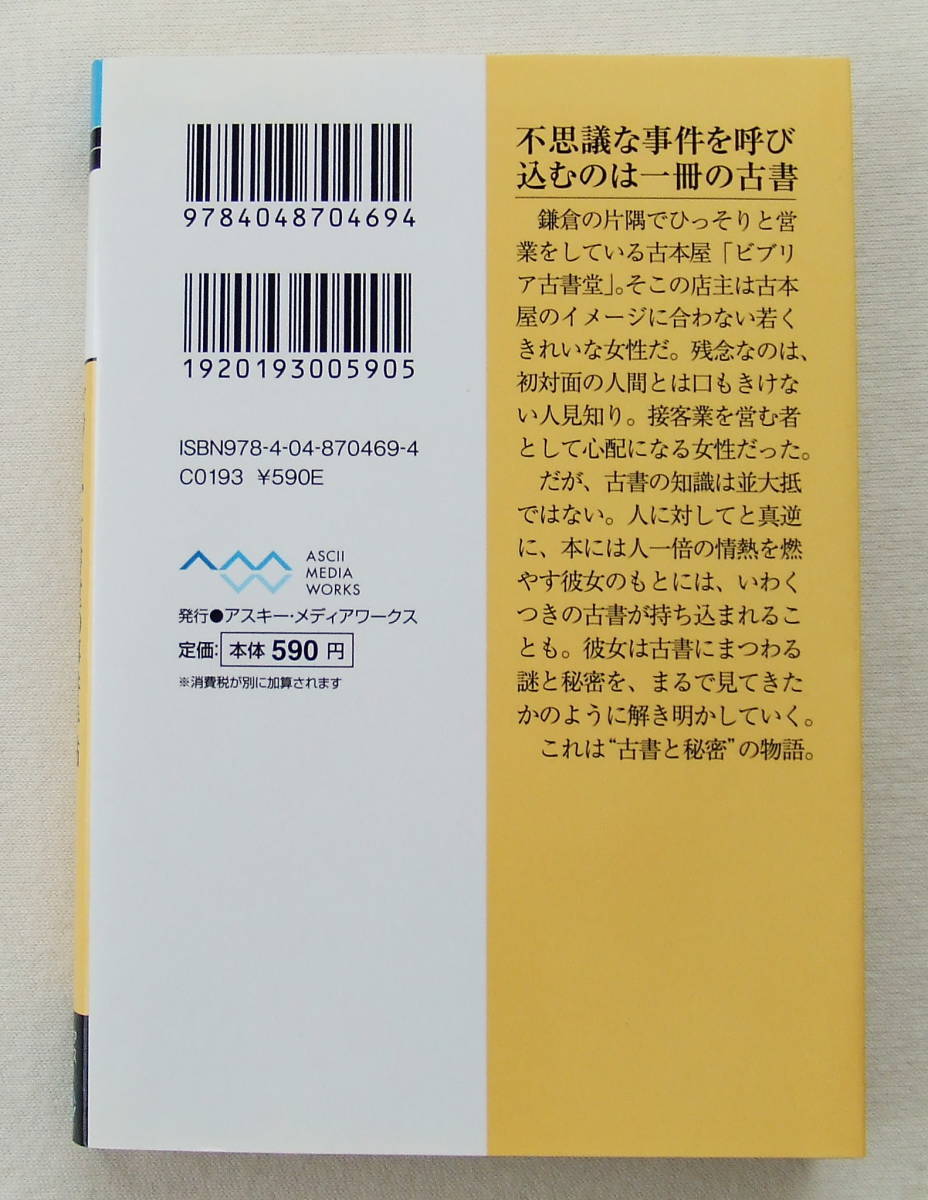 9784048704694
1920193005905
ISBN978-4-04-870469-4
C0193 ¥590E
ASCII
MEDIA
WORKS
発行●アスキー・メディアワークス
定価: 本体 590 円
※消費税が別に加算されます
不思議な事件を呼び
込むのは一冊の古書
鎌倉の片隅でひっそりと営
業をしている古本屋「ビブリ
ア古書堂」。そこの店主は古本
屋のイメージに合わない若く
きれいな女性だ。残念なのは、
初対面の人間とは口もきけな
い人見知り。接客業を営む者
として心配になる女性だった。
だが、古書の知識は並大抵
ではない。人に対してと真逆
に、本には人一倍の情熱を燃
やす彼女のもとには、いわく
つきの古書が持ち込まれるこ
とも。彼女は古書にまつわる
謎と秘密を、まるで見てきた
かのように解き明かしていく。
これは“古書と秘密”の物語。